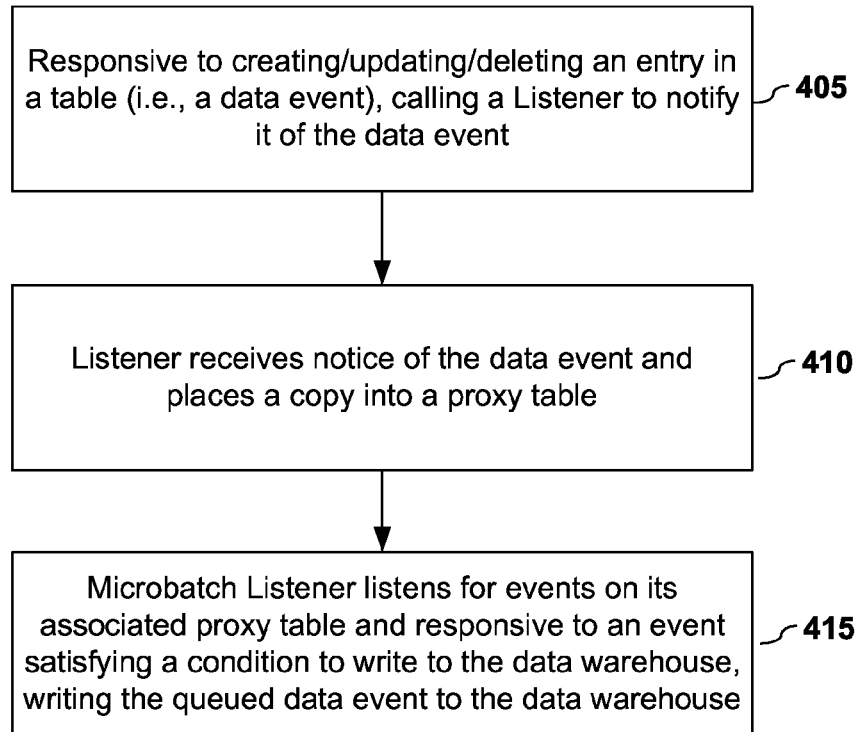 Responsive to creating/updating/deleting an entry in
a table (i.e., a data event), calling a Listener to notify
it of the data event
405
Listener receives notice of the data event and
places a copy into a proxy table
410
Microbatch Listener listens for events on its
associated proxy table and responsive to an event
satisfying a condition to write to the data warehouse,
writing the queued data event to the data warehouse
415